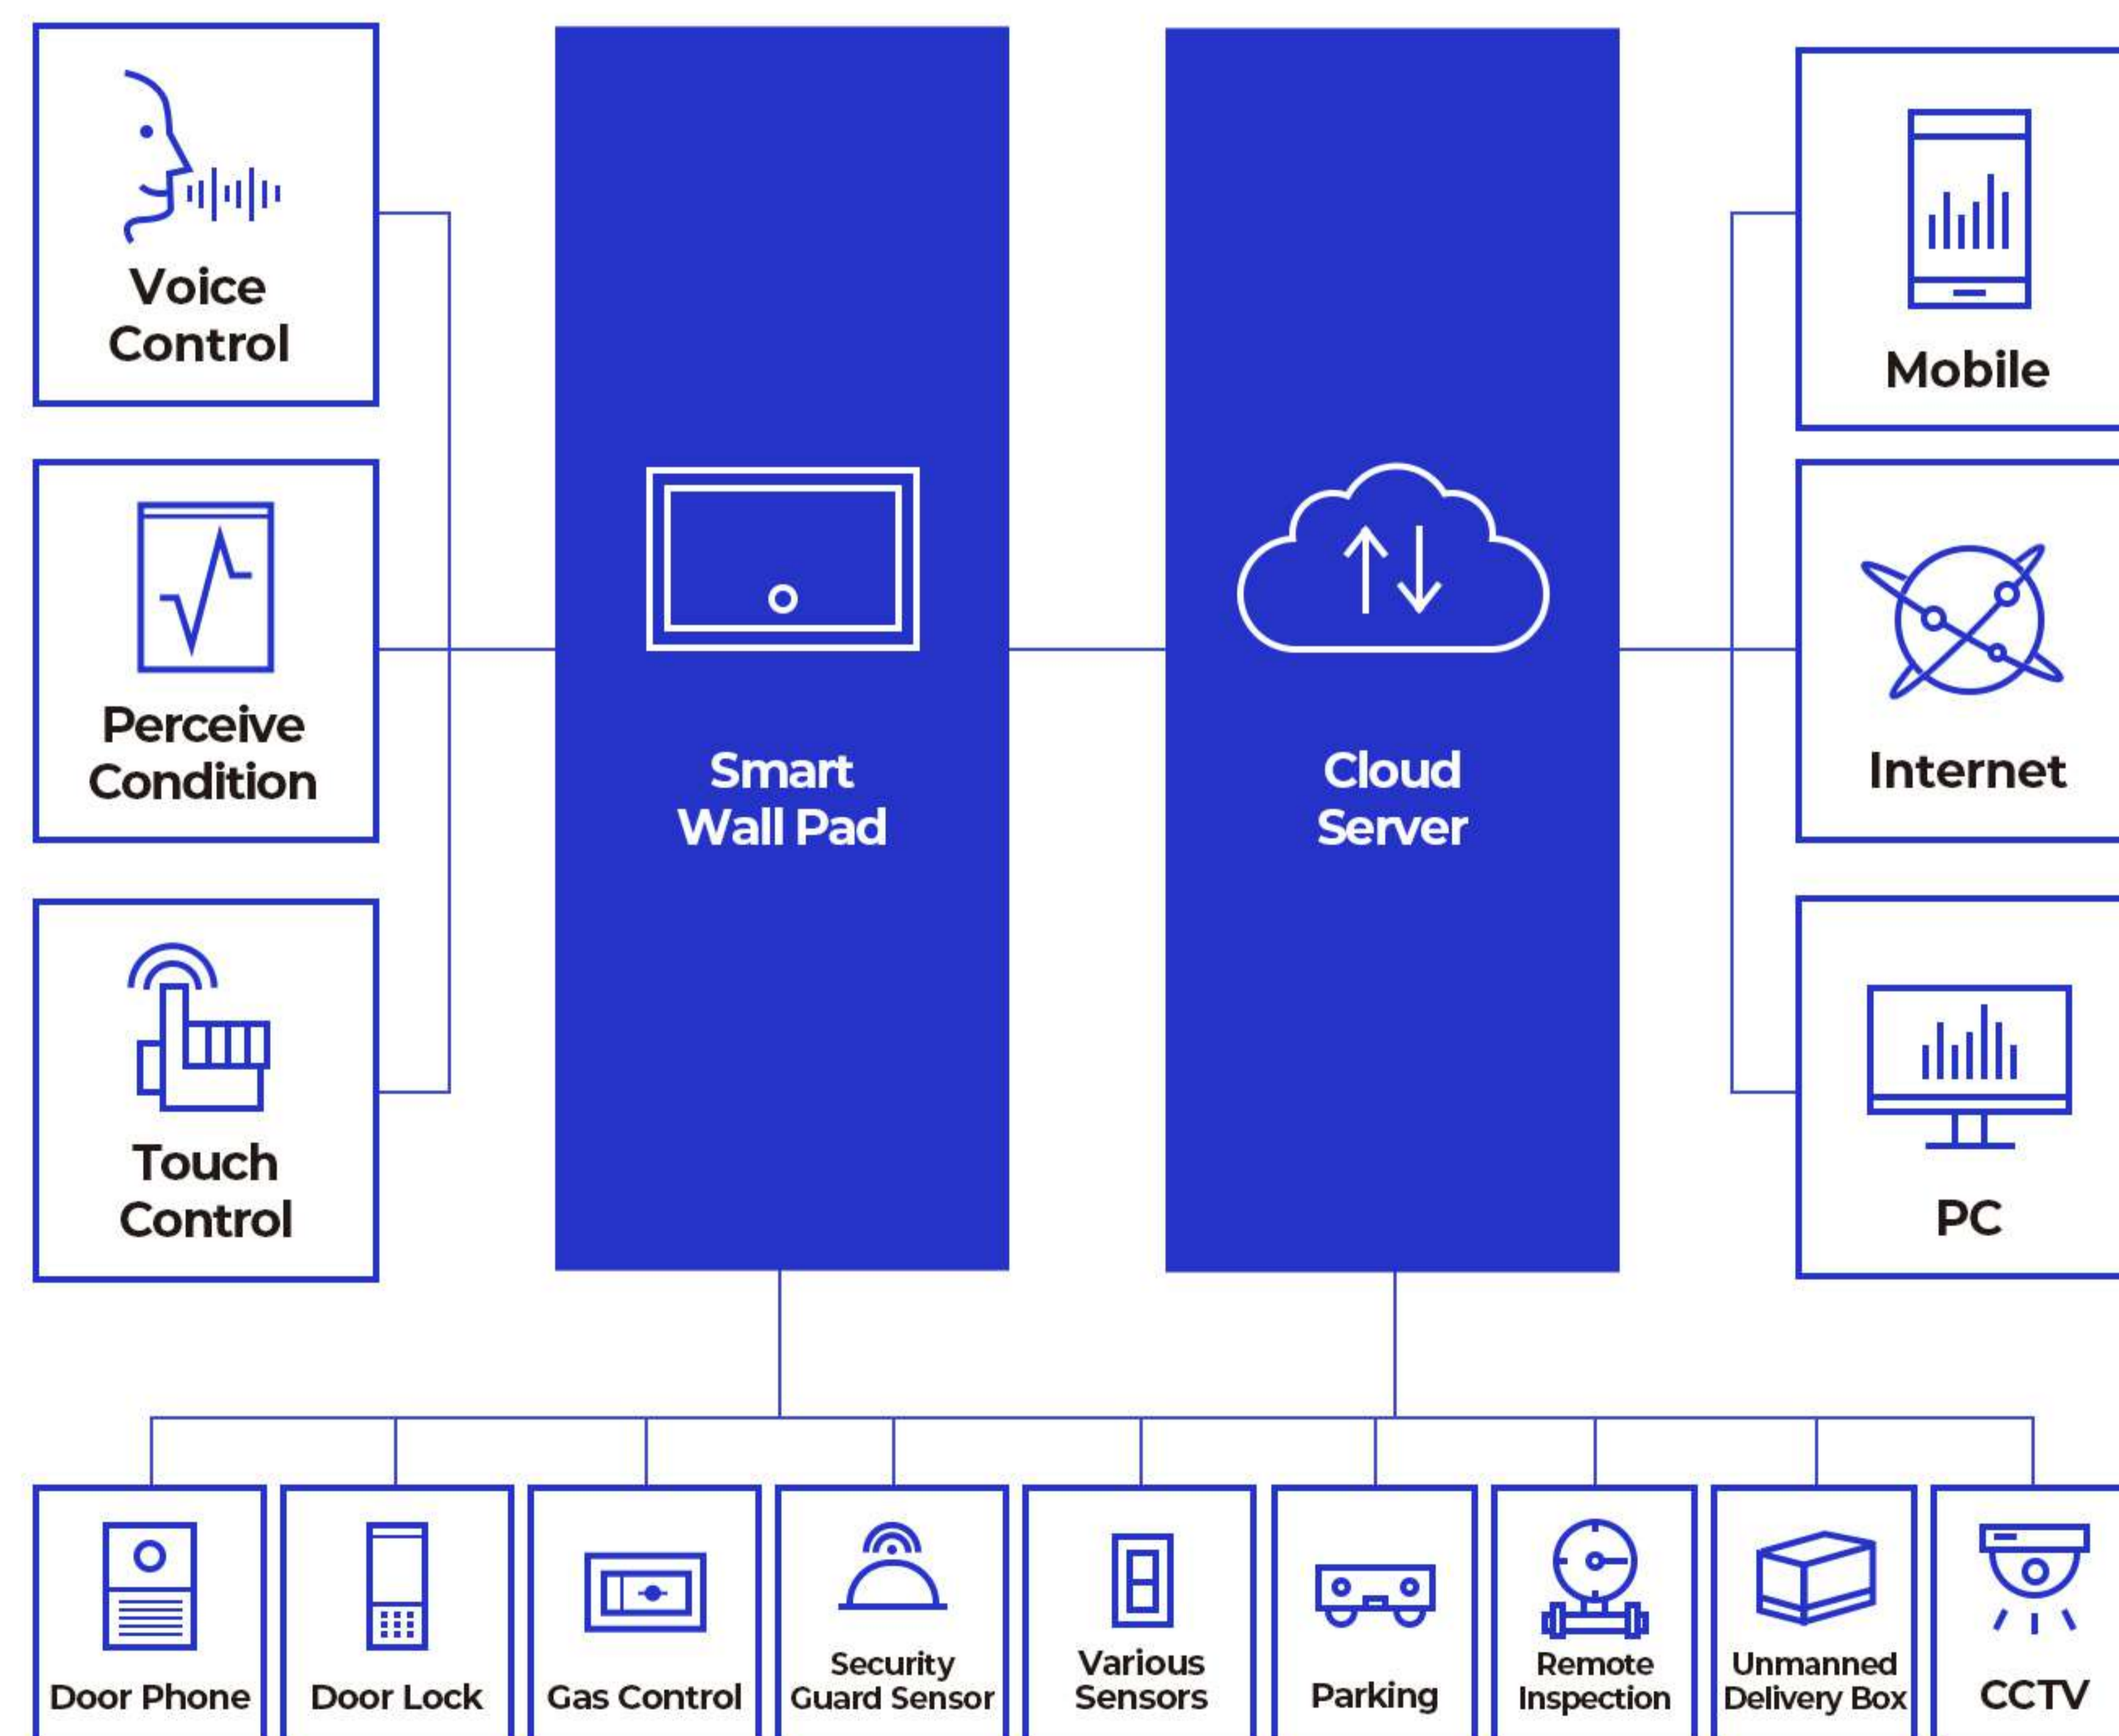 Voice
Control
Perceive
Condition
Touch
Control
Smart
Wall Pad
Cloud
Server
Mobile
Internet
PC
Door Phone
Door Lock
Gas Control
Security
Guard Sensor
Various
Sensors
Parking
Remote
Inspection
Unmanned
Delivery Box
CCTV